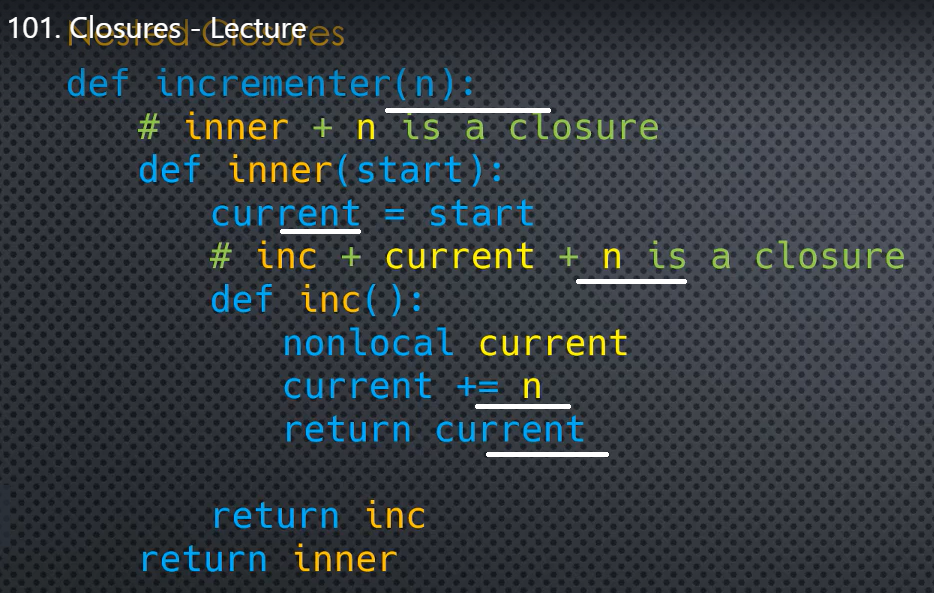 101. Closures - Lecture
Nested Closures
def incrementer(n):
# inner + n is a closure
def inner(start):
current = start
# inc + current + n is a closure
def inc():
nonlocal current
current += n
return current
return inc
return inner